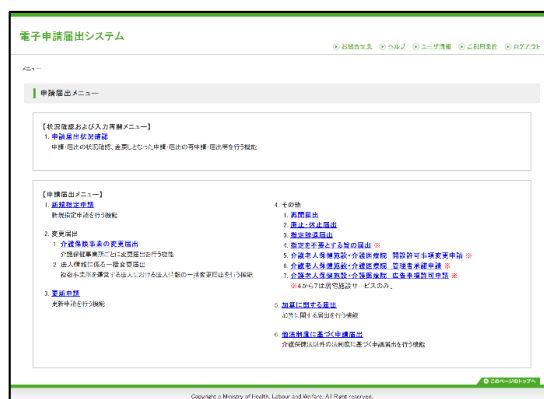 電子申請届出システム
お問合せ先 ヘルプ ユーザ情報 ご利用条件 ログアウト
メニュー
申請届出メニュー
【状況確認および入力再開メニュー】
1. 申請届出状況確認
申請・届出の状況確認、差戻しとなった申請・届出の再申請・届出等を行う機能
【申請届出メニュー】
1. 新規指定申請
新規指定申請を行う機能
2. 変更届出
1. 介護保険事業の変更届出
介護保険事業所ごとに変更届出を行う機能
2. 法人情報に係る一括変更届出
複数事業所を運営する法人における法人情報の一括変更届出を行う機能
3. 更新申請
更新申請を行う機能
4. その他
1. 再開届出
2. 廃止・休止届出
3. 指定辞退届出
4. 指定を不要とする旨の届出 ※
5. 介護老人保健施設・介護医療院 開設許可事項変更申請 ※
6. 介護老人保健施設・介護医療院 管理者承認申請 ※
7. 介護老人保健施設・介護医療院 広告事項許可申請 ※
※4から7は居宅施設サービスのみ。
5. 加算に関する届出
加算に関する届出を行う機能
6. 他法制度に基づく申請届出
介護保険法以外の法制度に基づく申請届出を行う機能
このページのトップへ
Copyright © Ministry of Health, Labour and Welfare, All Right reserved.